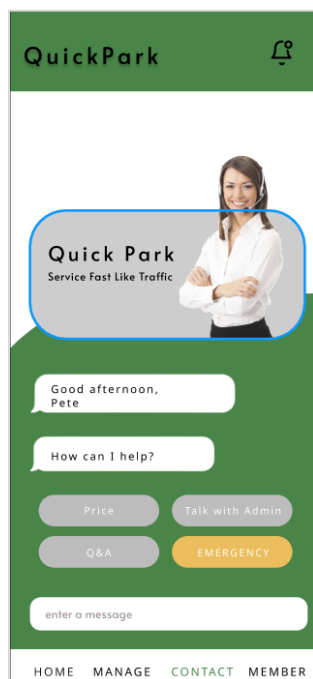 QuickPark
Quick Park
Service Fast Like Traffic
Good afternoon,
Pete
How can I help?
Price
Talk with Admin
Q&A
EMERGENCY
enter a message
HOME MANAGE CONTACT MEMBER